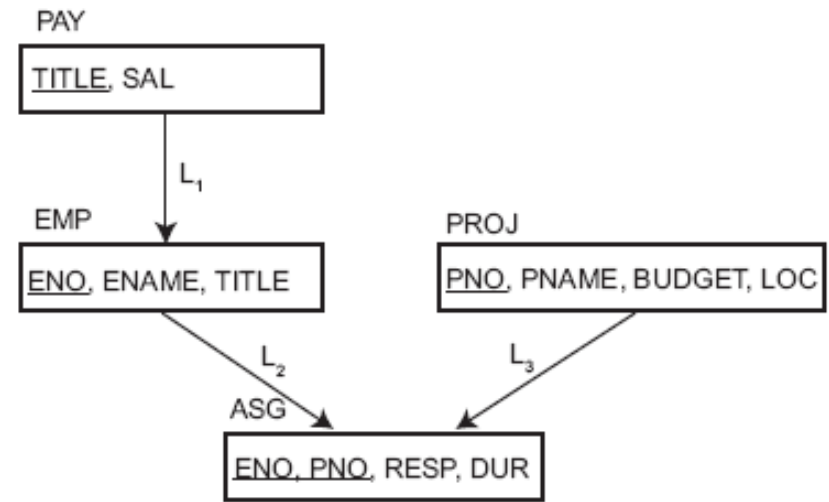 PAY
TITLE, SAL
L1
EMP
ENO, ENAME, TITLE
PROJ
PNO, PNAME, BUDGET, LOC
L2
L3
ASG
ENO, PNO, RESP, DUR